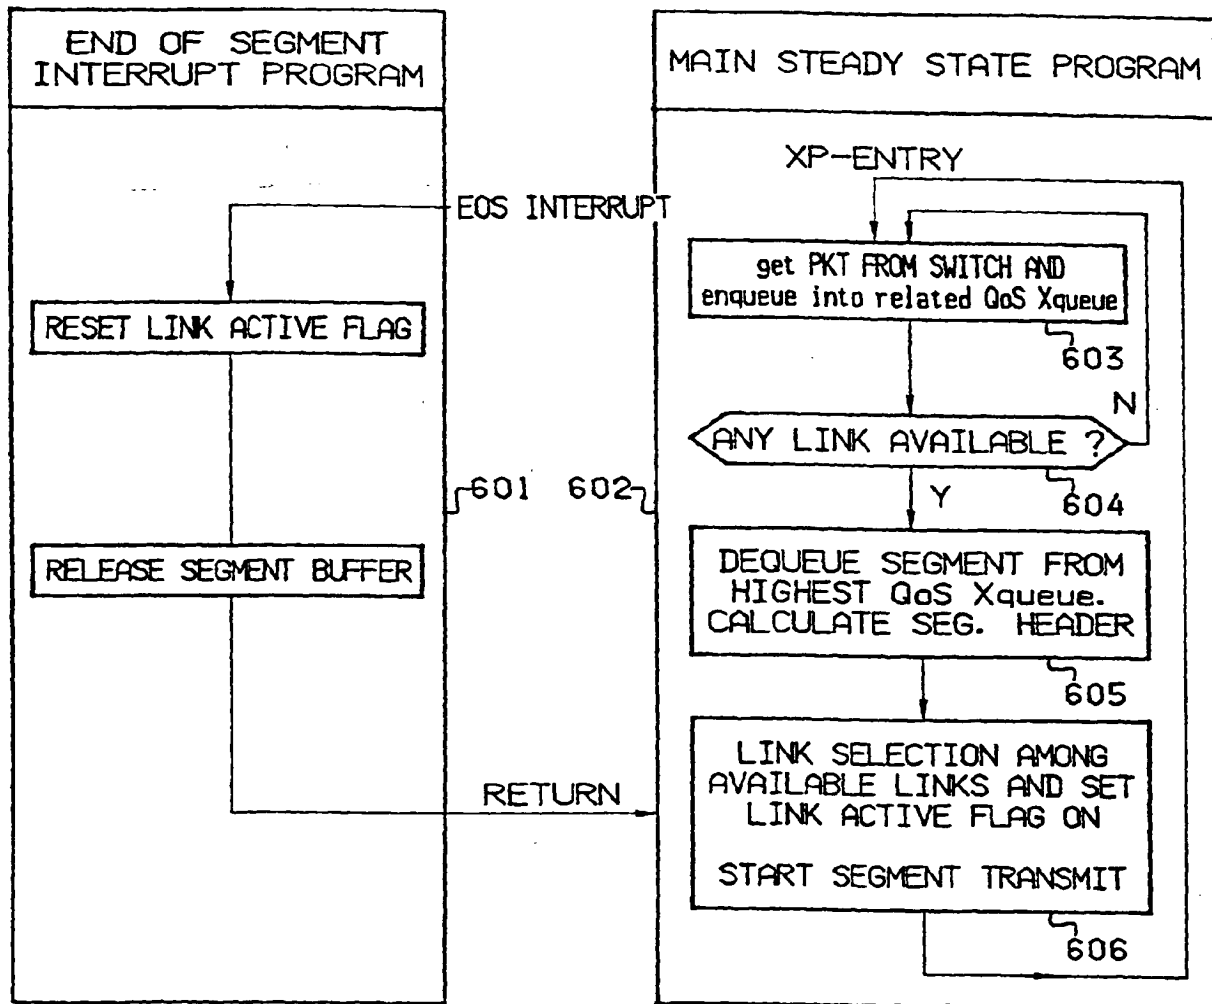 END OF SEGMENT
INTERRUPT PROGRAM
EOS INTERRUPT
RESET LINK ACTIVE FLAG
601
RELEASE SEGMENT BUFFER
RETURN
MAIN STEADY STATE PROGRAM
XP-ENTRY
get PKT FROM SWITCH AND
enqueue into related QoS Xqueue
603
N
ANY LINK AVAILABLE ?
604
602
Y
DEQUEUE SEGMENT FROM
HIGHEST QoS Xqueue.
CALCULATE SEG. HEADER
605
LINK SELECTION AMONG
AVAILABLE LINKS AND SET
LINK ACTIVE FLAG ON
START SEGMENT TRANSMIT
606